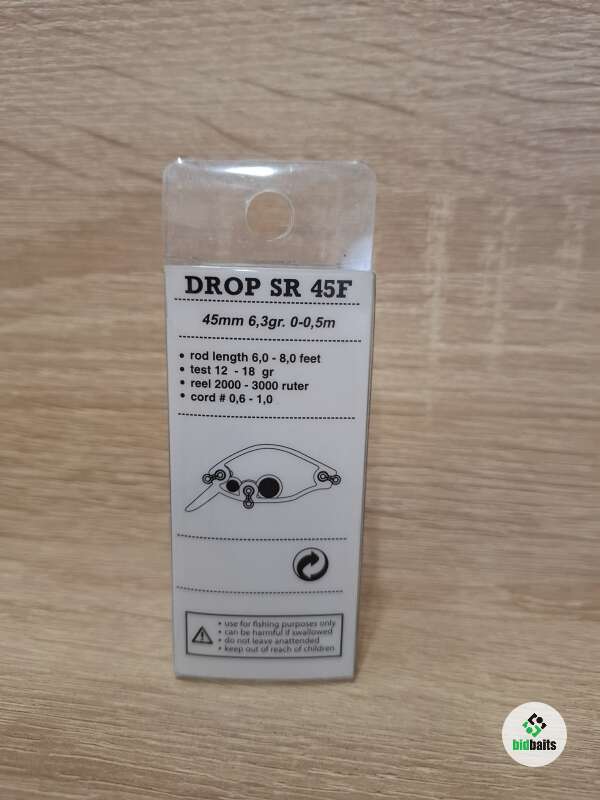 DROP SR 45F
45mm 6,3gr. 0-0,5m
• rod length 6,0 - 8,0 feet
• test 12 - 18 gr
• reel 2000 - 3000 ruter
• cord # 0,6 - 1,0
• use for fishing purposes only
• can be harmful if swallowed
• do not leave anattended
• keep out of reach of children
bidbaits